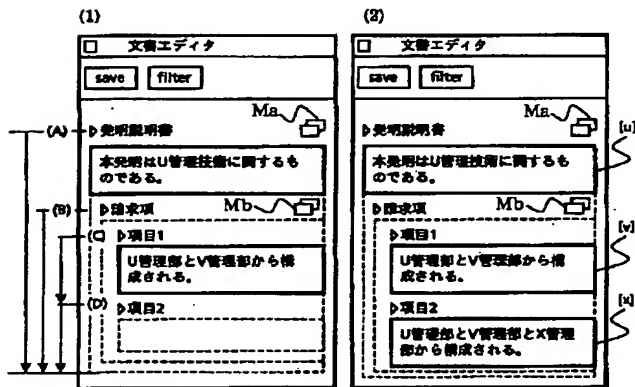 (1)
文書エディタ
save filter
Ma
(A)
▷発明説明書
本発明はU管理技術に関するも
のである。
(B)
▷請求項
Mb
(C)
▷項目1
U管理部とV管理部から構
成される。
(D)
▷項目2
(2)
文書エディタ
save filter
Ma
[u]
▷発明説明書
本発明はU管理技術に関するも
のである。
▷請求項
Mb
[v]
▷項目1
U管理部とV管理部から構
成される。
[x]
▷項目2
U管理部とV管理部とX管理
部から構成される。